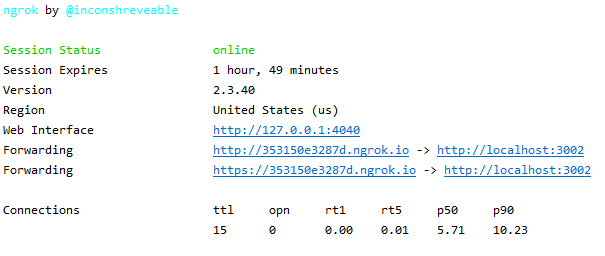 ngrok by @inconshreveable
Session Status online
Session Expires 1 hour, 49 minutes
Version 2.3.40
Region United States (us)
Web Interface http://127.0.0.1:4040
Forwarding http://353150e3287d.ngrok.io -> http://localhost:3002
Forwarding https://353150e3287d.ngrok.io -> http://localhost:3002
Connections ttl opn rt1 rt5 p50 p90
15 0 0.00 0.01 5.71 10.23